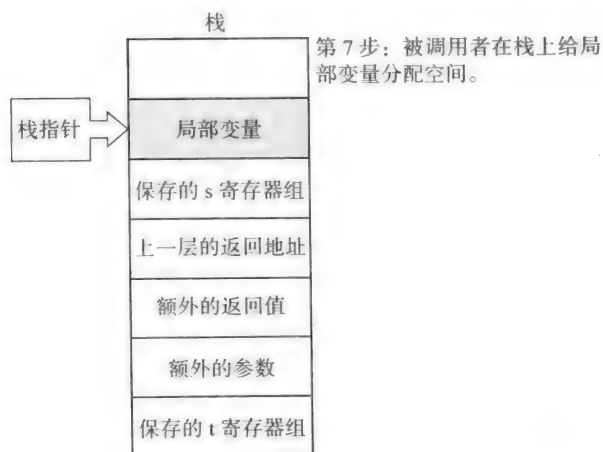 栈
第7步：被调用者在栈上给局
部变量分配空间。
栈指针
局部变量
保存的 s 寄存器组
上一层的返回地址
额外的返回值
额外的参数
保存的 t 寄存器组